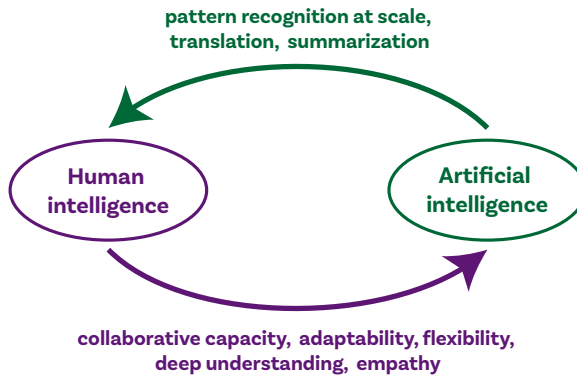 pattern recognition at scale,
translation, summarization
Human
intelligence
Artificial
intelligence
collaborative capacity, adaptability, flexibility,
deep understanding, empathy